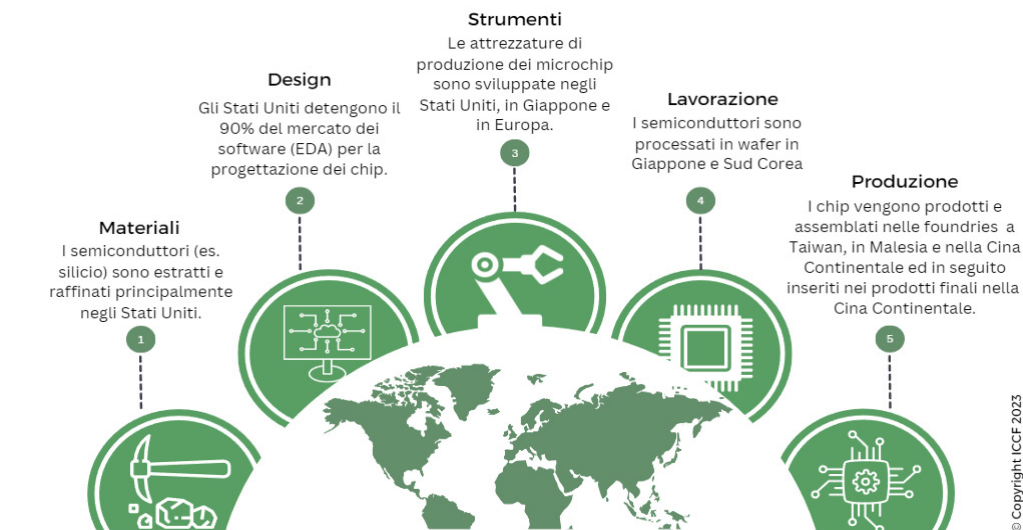 Materiali
I semiconduttori (es.
silicio) sono estratti e
raffinati principalmente
negli Stati Uniti.
1
Design
Gli Stati Uniti detengono il
90% del mercato dei
software (EDA) per la
progettazione dei chip.
2
Strumenti
Le attrezzature di
produzione dei microchip
sono sviluppate negli
Stati Uniti, in Giappone e
in Europa.
3
Lavorazione
I semiconduttori sono
processati in wafer in
Giappone e Sud Corea
4
Produzione
I chip vengono prodotti e
assemblati nelle foundries a
Taiwan, in Malesia e nella Cina
Continentale ed in seguito
inseriti nei prodotti finali nella
Cina Continentale.
5
© Copyright ICCF 2023